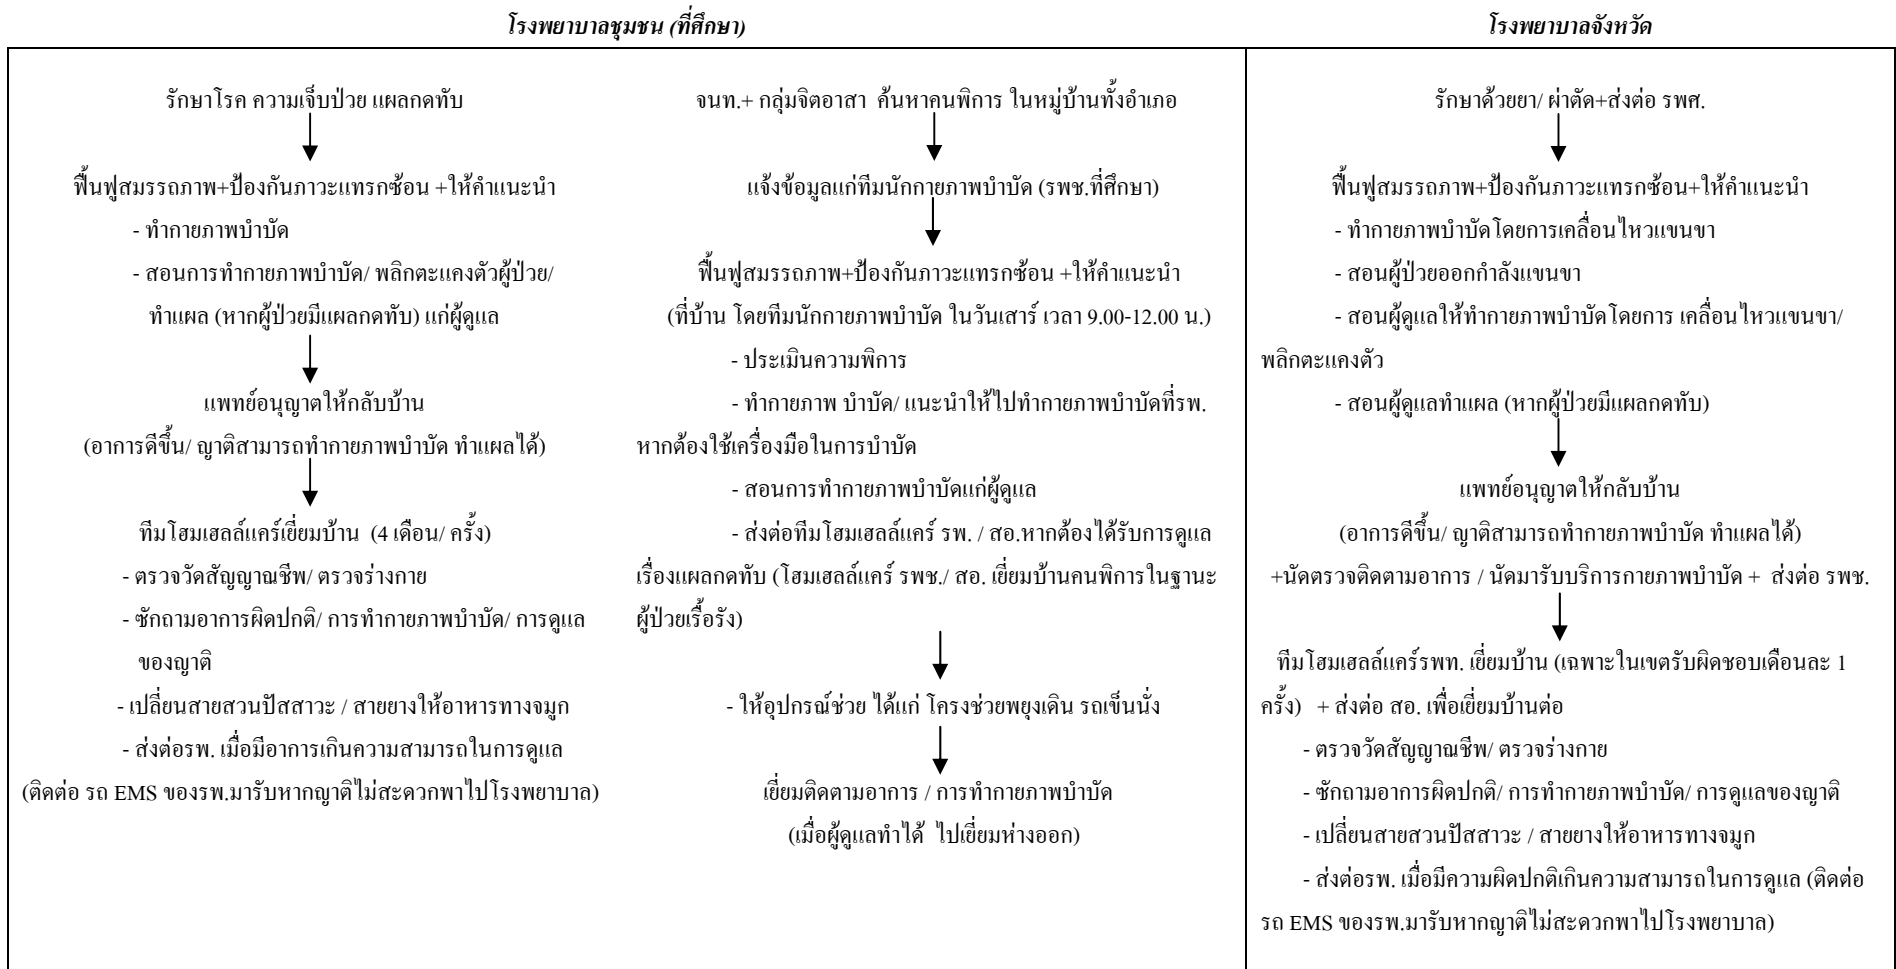 โรงพยาบาลชุมชน (ที่ศึกษา)
รักษาโรค ความเจ็บป่วย แผลกดทับ
ฟื้นฟูสมรรถภาพ+ป้องกันภาวะแทรกซ้อน +ให้คำแนะนำ
- ทำกายภาพบำบัด
- สอนการทำกายภาพบำบัด/ พลิกตะแคงตัวผู้ป่วย/
ทำแผล (หากผู้ป่วยมีแผลกดทับ) แก่ผู้ดูแล
แพทย์อนุญาตให้กลับบ้าน
(อาการดีขึ้น/ ญาติสามารถทำกายภาพบำบัด ทำแผลได้)
ทีมโฮมเฮลล์แคร์เยี่ยมบ้าน (4 เดือน/ ครั้ง)
- ตรวจวัดสัญญาณชีพ/ ตรวจร่างกาย
- ซักถามอาการผิดปกติ/ การทำกายภาพบำบัด/ การดูแล
ของญาติ
- เปลี่ยนสายสวนปัสสาวะ / สายยางให้อาหารทางจมูก
- ส่งต่อรพ. เมื่อมีอาการเกินความสามารถในการดูแล
(ติดต่อ รถ EMS ของรพ.มารับหากญาติไม่สะดวกพาไปโรงพยาบาล)
จนท.+ กลุ่มจิตอาสา ค้นหาคนพิการ ในหมู่บ้านทั้งอำเภอ
แจ้งข้อมูลแก่ทีมนักกายภาพบำบัด (รพช.ที่ศึกษา)
ฟื้นฟูสมรรถภาพ+ป้องกันภาวะแทรกซ้อน +ให้คำแนะนำ
(ที่บ้าน โดยทีมนักกายภาพบำบัด ในวันเสาร์ เวลา 9.00-12.00 น.)
- ประเมินความพิการ
- ทำกายภาพ บำบัด/ แนะนำให้ไปทำกายภาพบำบัดที่รพ.
หากต้องใช้เครื่องมือในการบำบัด
- สอนการทำกายภาพบำบัดแก่ผู้ดูแล
- ส่งต่อทีมโฮมเฮลล์แคร์ รพ. / สอ.หากต้องได้รับการดูแล
เรื่องแผลกดทับ (โฮมเฮลล์แคร์ รพช./ สอ. เยี่ยมบ้านคนพิการในฐานะ
ผู้ป่วยเรื้อรัง)
- ให้อุปกรณ์ช่วย ได้แก่ โครงช่วยพยุงเดิน รถเข็นนั่ง
เยี่ยมติดตามอาการ / การทำกายภาพบำบัด
(เมื่อผู้ดูแลทำได้ ไปเยี่ยมห่างออก)
โรงพยาบาลจังหวัด
รักษาด้วยยา/ ผ่าตัด+ส่งต่อ รพศ.
ฟื้นฟูสมรรถภาพ+ป้องกันภาวะแทรกซ้อน+ให้คำแนะนำ
- ทำกายภาพบำบัดโดยการเคลื่อนไหวแขนขา
- สอนผู้ป่วยออกกำลังแขนขา
- สอนผู้ดูแลให้ทำกายภาพบำบัดโดยการ เคลื่อนไหวแขนขา/
พลิกตะแคงตัว
- สอนผู้ดูแลทำแผล (หากผู้ป่วยมีแผลกดทับ)
แพทย์อนุญาตให้กลับบ้าน
(อาการดีขึ้น/ ญาติสามารถทำกายภาพบำบัด ทำแผลได้)
+นัดตรวจติดตามอาการ / นัดมารับบริการกายภาพบำบัด + ส่งต่อ รพช.
ทีมโฮมเฮลล์แคร์รพท. เยี่ยมบ้าน (เฉพาะในเขตรับผิดชอบเดือนละ 1
ครั้ง) + ส่งต่อ สอ. เพื่อเยี่ยมบ้านต่อ
- ตรวจวัดสัญญาณชีพ/ ตรวจร่างกาย
- ซักถามอาการผิดปกติ/ การทำกายภาพบำบัด/ การดูแลของญาติ
- เปลี่ยนสายสวนปัสสาวะ / สายยางให้อาหารทางจมูก
- ส่งต่อรพ. เมื่อมีความผิดปกติเกินความสามารถในการดูแล (ติดต่อ
รถ EMS ของรพ.มารับหากญาติไม่สะดวกพาไปโรงพยาบาล)